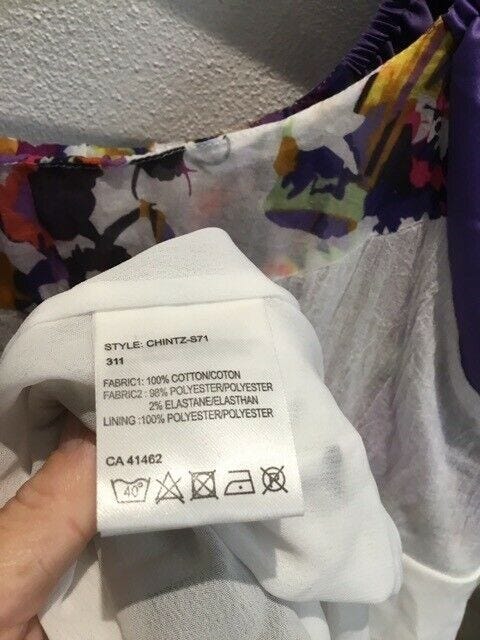 STYLE: CHINTZ-S71
311
FABRIC1: 100% COTTON/COTON
FABRIC2 : 98% POLYESTER/POLYESTER
2% ELASTANE/ELASTHAN
LINING :100% POLYESTER/POLYESTER
CA 41462
40°